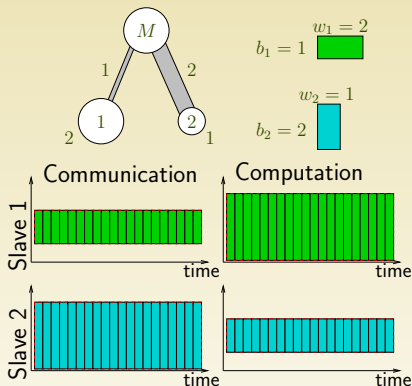 M
1
2
2
1
2
1
b₁ = 1
w₁ = 2
b₂ = 2
w₂ = 1
Communication
Computation
Slave 1
time
time
Slave 2
time
time